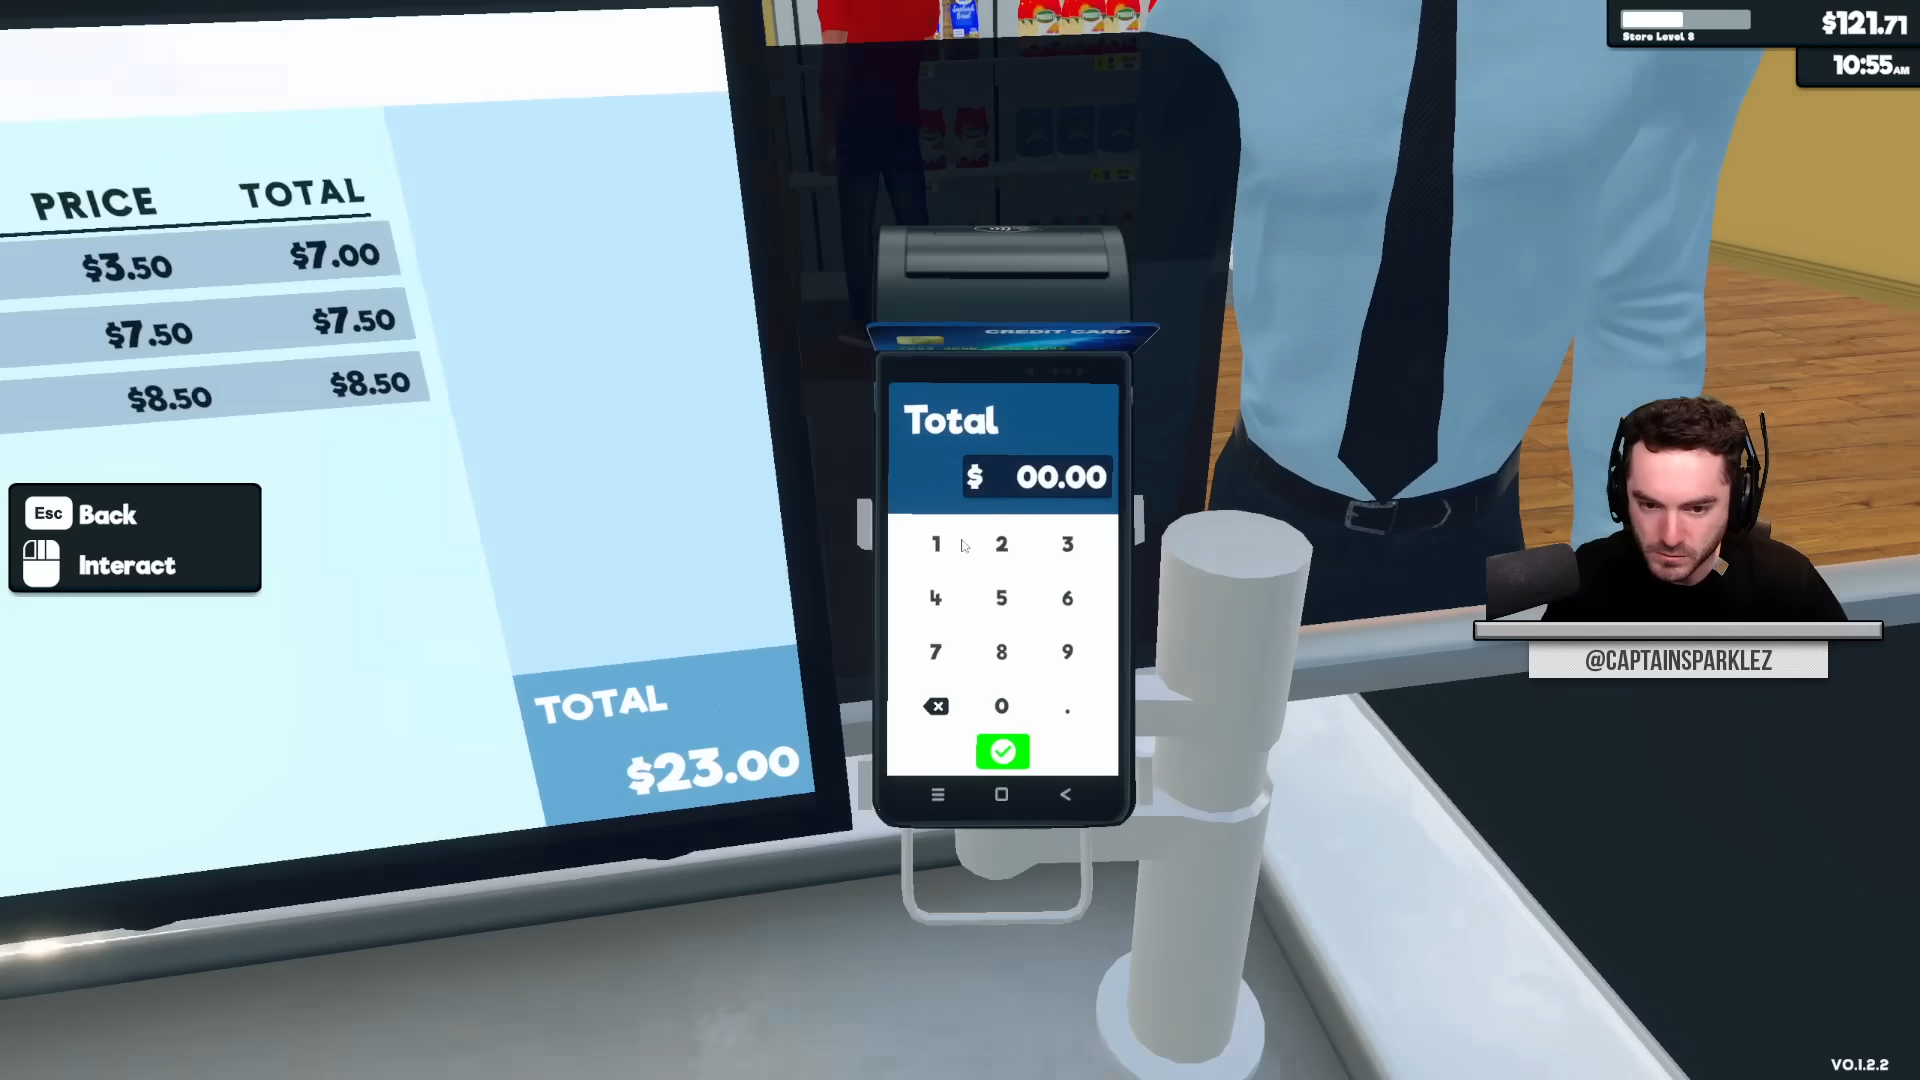 $121.71
Store Level 8
10:55AM
PRICE TOTAL
$3.50 $7.00
$7.50 $7.50
$8.50 $8.50
TOTAL
$23.00
Esc Back
Interact
CREDIT CARD
Total
$ 00.00
1 2 3
4 5 6
7 8 9
0 .
@CAPTAINSPARKLEZ
V0.1.2.2